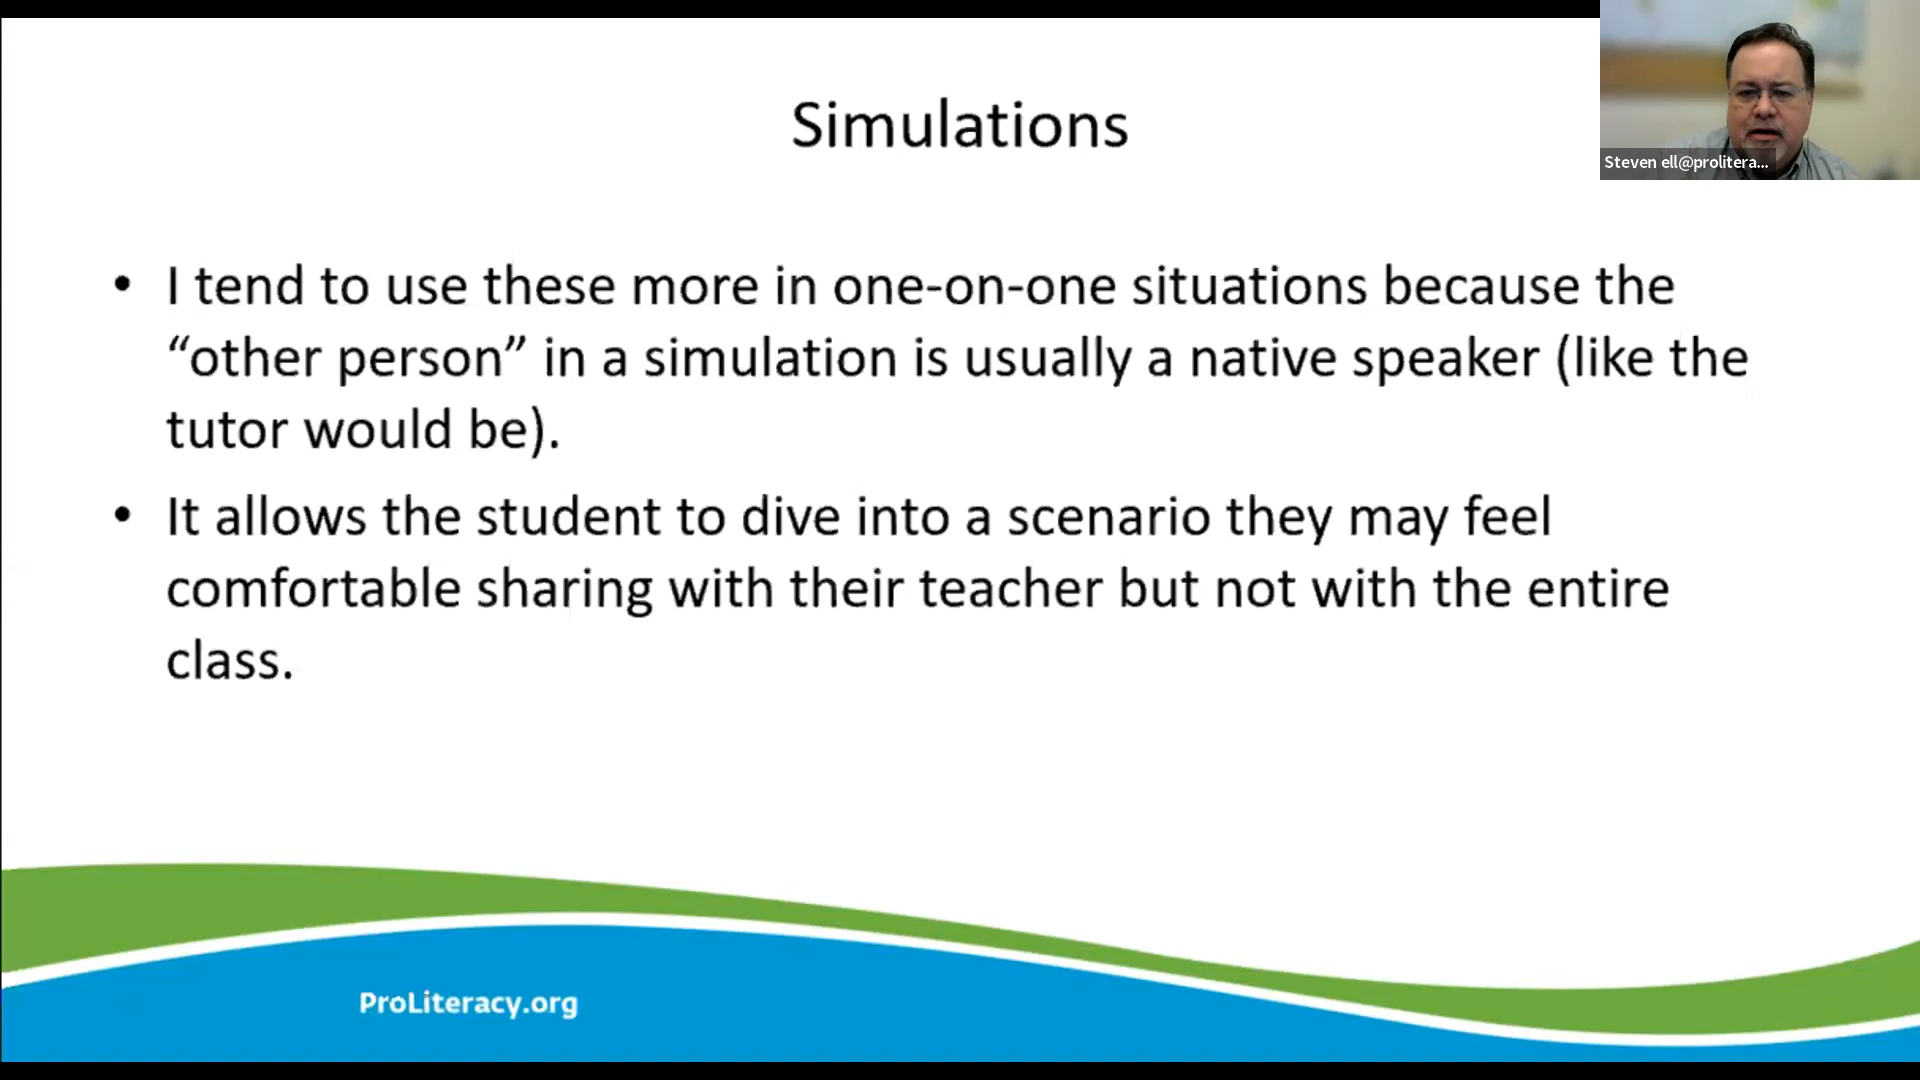 Simulations
Steven ell@prolitera...
• I tend to use these more in one-on-one situations because the
“other person” in a simulation is usually a native speaker (like the
tutor would be).
• It allows the student to dive into a scenario they may feel
comfortable sharing with their teacher but not with the entire
class.
ProLiteracy.org